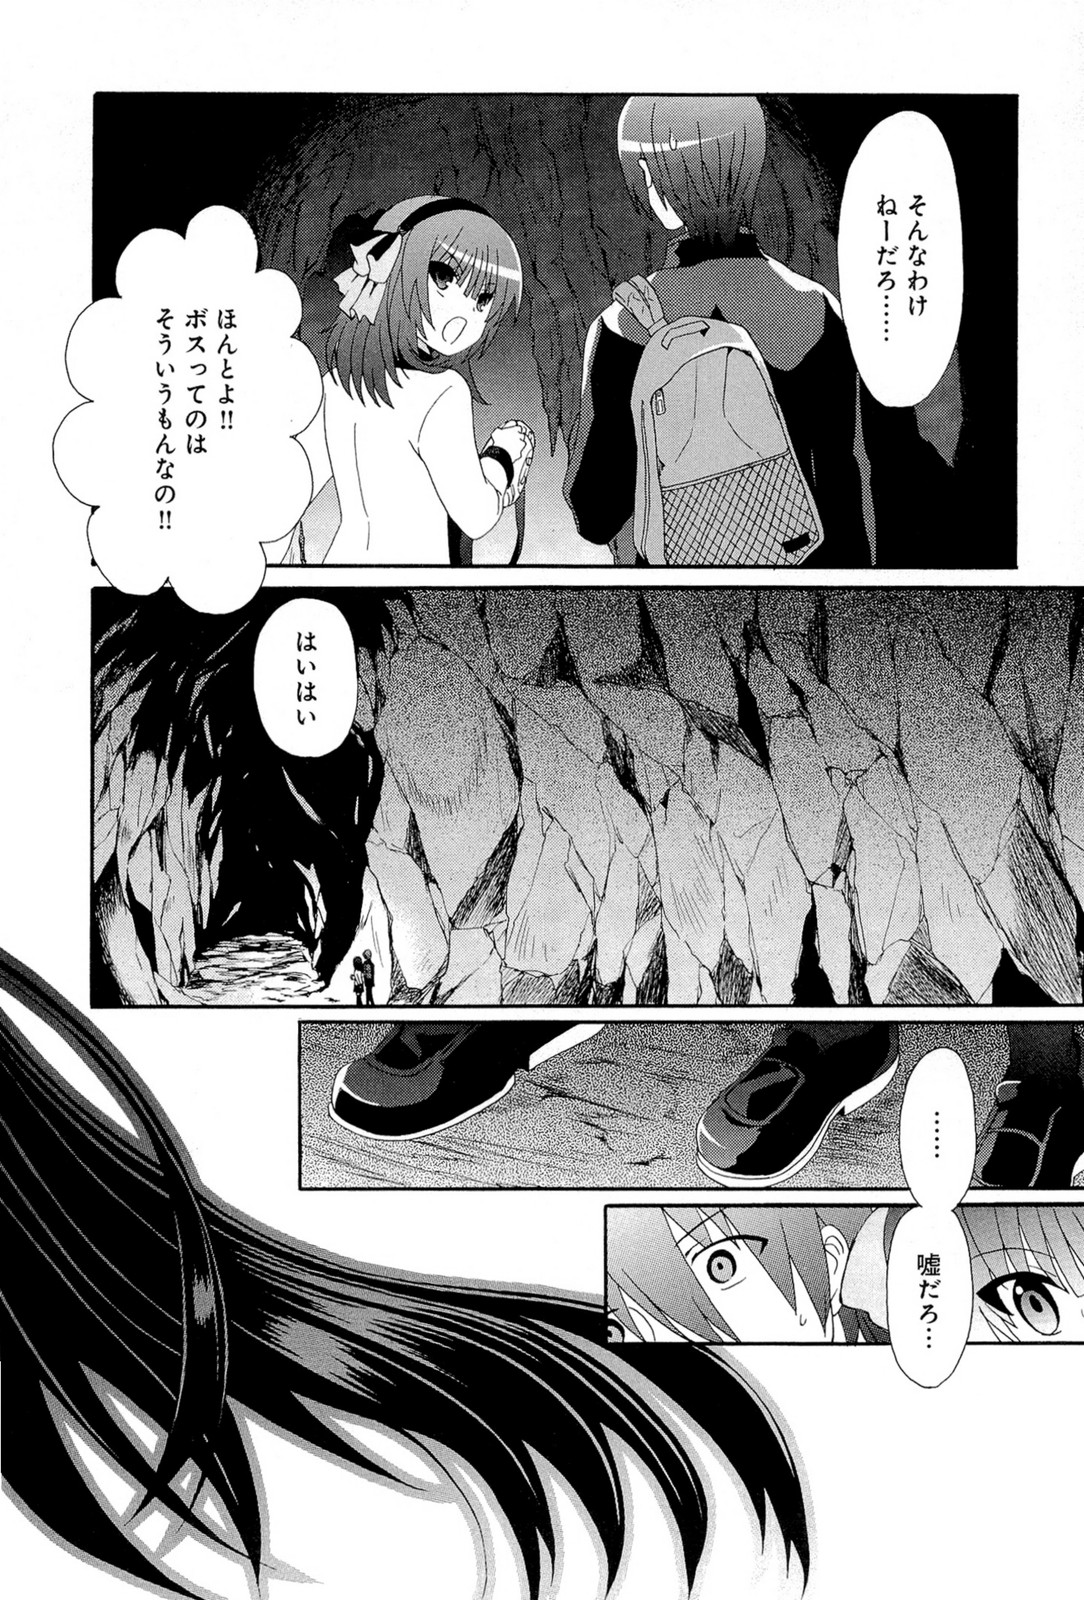 そんなわけ
ねーだろ……
ほんとよ!!
ボスってのは
そういうもんなの!!
はいはい
……
嘘だろ…